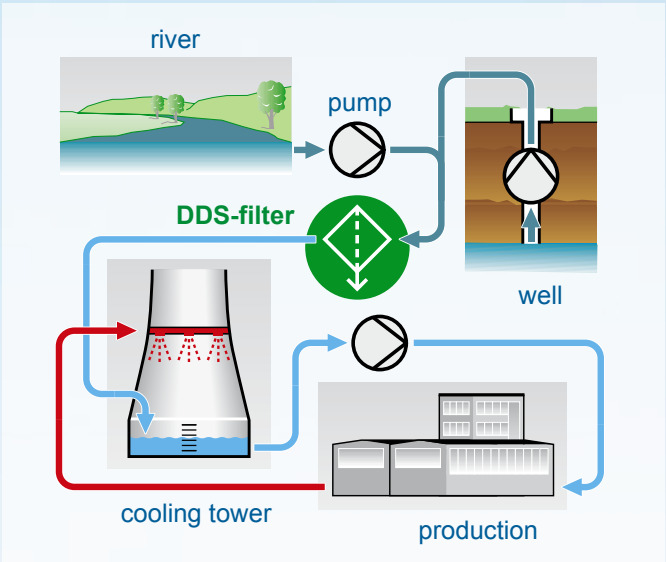 river
pump
DDS-filter
well
cooling tower
production